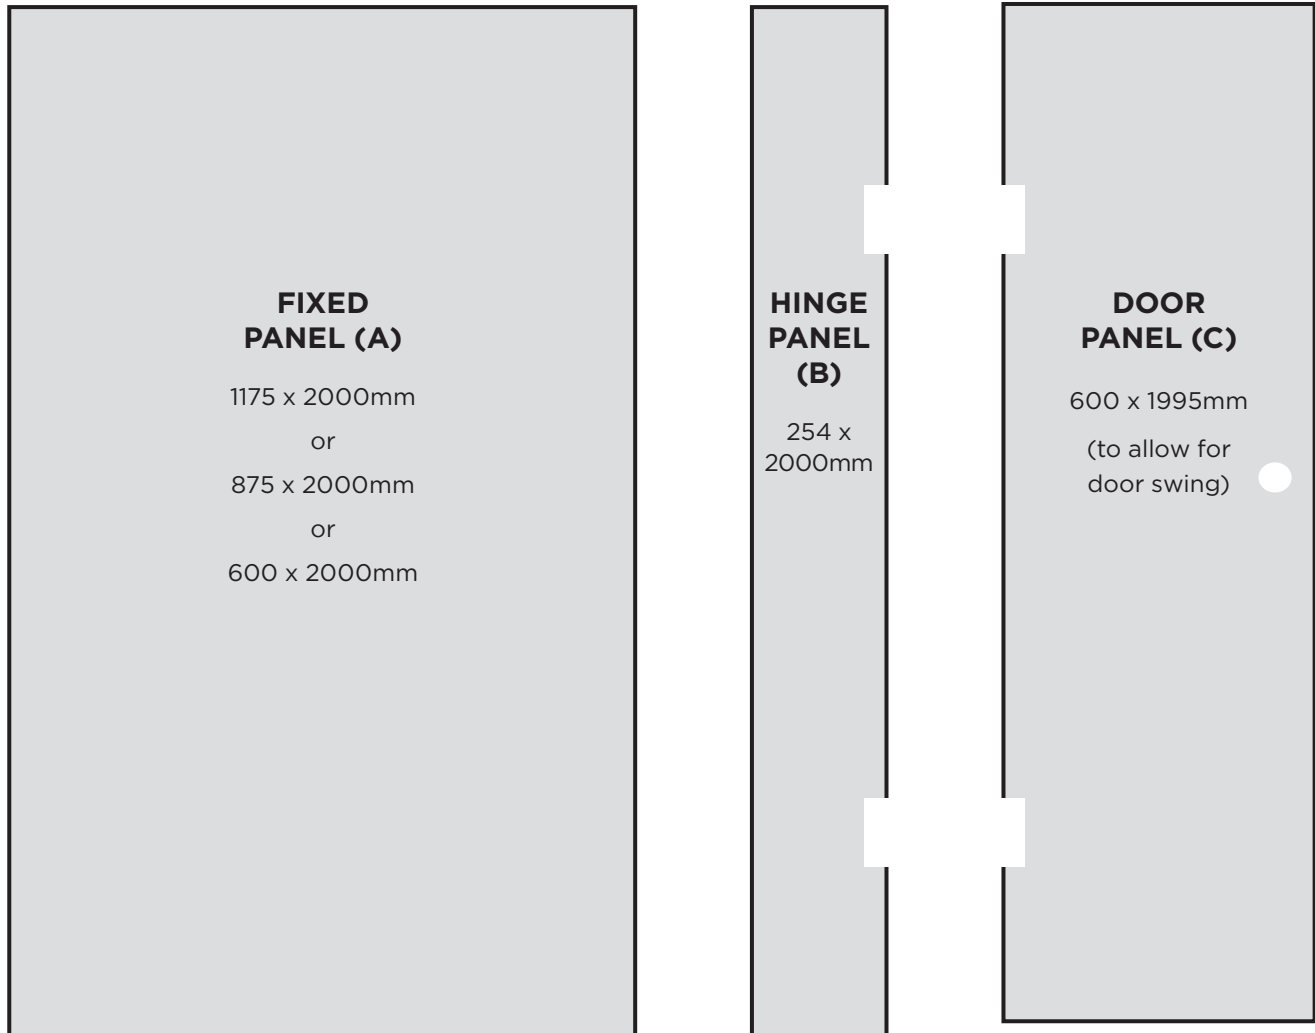 FIXED
PANEL (A)
1175 x 2000mm
or
875 x 2000mm
or
600 x 2000mm
HINGE
PANEL
(B)
254 x
2000mm
DOOR
PANEL (C)
600 x 1995mm
(to allow for
door swing)